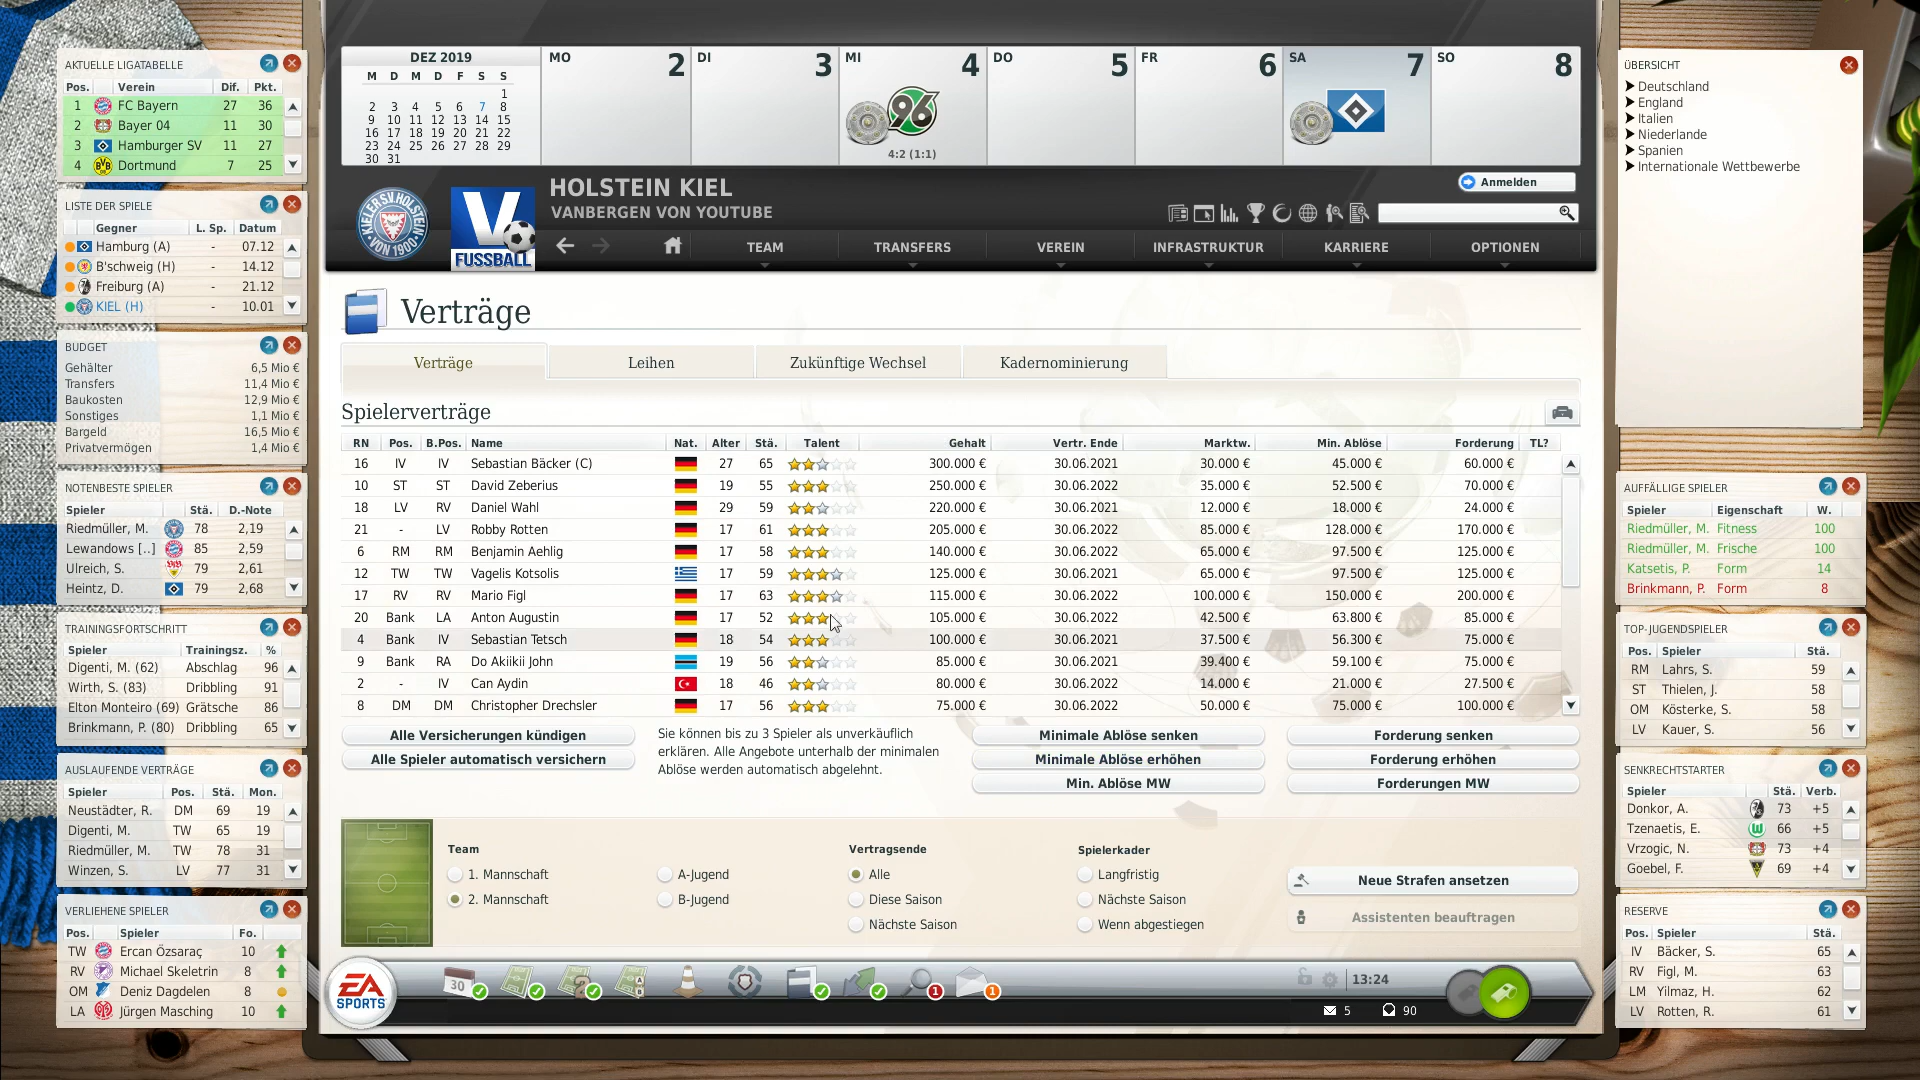 AKTUELLE LIGATABELLE
Pos. Verein Dif. Pkt.
1 FC Bayern 27 36
2 Bayer 04 11 30
3 Hamburger SV 11 27
4 Dortmund 7 25
LISTE DER SPIELE
Gegner L. Sp. Datum
Hamburg (A) - 07.12
B'schweig (H) - 14.12
Freiburg (A) - 21.12
KIEL (H) - 10.01
BUDGET
Gehälter 6,5 Mio €
Transfers 11,4 Mio €
Baukosten 12,9 Mio €
Sonstiges 1,1 Mio €
Bargeld 16,5 Mio €
Privatvermögen 1,4 Mio €
NOTENBESTE SPIELER
Spieler Stä. D.-Note
Riedmüller, M. 78 2,19
Lewandows [..] 85 2,59
Ulreich, S. 79 2,61
Heintz, D. 79 2,68
TRAININGSFORTSCHRITT
Spieler Trainingsz. %
Digenti, M. (62) Abschlag 96
Wirth, S. (83) Dribbling 91
Elton Monteiro (69) Grätsche 86
Brinkmann, P. (80) Dribbling 65
AUSLAUFENDE VERTRÄGE
Spieler Pos. Stä. Mon.
Neustädter, R. DM 69 19
Digenti, M. TW 65 19
Riedmüller, M. TW 78 31
Winzen, S. LV 77 31
VERLIEHENE SPIELER
Pos. Spieler Fo.
TW Ercan Özsaraç 10
RV Michael Skeletrin 8
OM Deniz Dagdelen 8
LA Jürgen Masching 10
DEZ 2019
M D M D F S S
1
2 3 4 5 6 7 8
9 10 11 12 13 14 15
16 17 18 19 20 21 22
23 24 25 26 27 28 29
30 31
MO 2 DI 3 MI 4 DO 5 FR 6 SA 7 SO 8
96
4:2 (1:1)
KIELER S.V. HOLSTEIN
VON 1900
V
FUSSBALL
HOLSTEIN KIEL
VANBERGEN VON YOUTUBE
Anmelden
TEAM TRANSFERS VEREIN INFRASTRUKTUR KARRIERE OPTIONEN
Verträge
Verträge Leihen Zukünftige Wechsel Kadernominierung
Spielerverträge
RN Pos. B.Pos. Name Nat. Alter Stä. Talent Gehalt Vertr. Ende Marktw. Min. Ablöse Forderung TL?
16 IV IV Sebastian Bäcker (C) 27 65 300.000 € 30.06.2021 30.000 € 45.000 € 60.000 €
10 ST ST David Zeberius 19 55 250.000 € 30.06.2022 35.000 € 52.500 € 70.000 €
18 LV RV Daniel Wahl 29 59 220.000 € 30.06.2021 12.000 € 18.000 € 24.000 €
21 - LV Robby Rotten 17 61 205.000 € 30.06.2022 85.000 € 128.000 € 170.000 €
6 RM RM Benjamin Aehlig 17 58 140.000 € 30.06.2022 65.000 € 97.500 € 125.000 €
12 TW TW Vagelis Kotsolis 17 59 125.000 € 30.06.2021 65.000 € 97.500 € 125.000 €
17 RV RV Mario Figl 17 63 115.000 € 30.06.2022 100.000 € 150.000 € 200.000 €
20 Bank LA Anton Augustin 17 52 105.000 € 30.06.2022 42.500 € 63.800 € 85.000 €
4 Bank IV Sebastian Tetsch 18 54 100.000 € 30.06.2021 37.500 € 56.300 € 75.000 €
9 Bank RA Do Akiikii John 19 56 85.000 € 30.06.2021 39.400 € 59.100 € 75.000 €
2 - IV Can Aydin 18 46 80.000 € 30.06.2022 14.000 € 21.000 € 27.500 €
8 DM DM Christopher Drechsler 17 56 75.000 € 30.06.2022 50.000 € 75.000 € 100.000 €
Alle Versicherungen kündigen
Alle Spieler automatisch versichern
Sie können bis zu 3 Spieler als unverkäuflich
erklären. Alle Angebote unterhalb der minimalen
Ablöse werden automatisch abgelehnt.
Minimale Ablöse senken
Minimale Ablöse erhöhen
Min. Ablöse MW
Forderung senken
Forderung erhöhen
Forderungen MW
Team
1. Mannschaft A-Jugend
2. Mannschaft B-Jugend
Vertragsende
Alle
Diese Saison
Nächste Saison
Spielerkader
Langfristig
Nächste Saison
Wenn abgestiegen
Neue Strafen ansetzen
Assistenten beauftragen
EA
SPORTS
30
1
1
13:24
5 90
ÜBERSICHT
Deutschland
England
Italien
Niederlande
Spanien
Internationale Wettbewerbe
AUFFÄLLIGE SPIELER
Spieler Eigenschaft W.
Riedmüller, M. Fitness 100
Riedmüller, M. Frische 100
Katsetis, P. Form 14
Brinkmann, P. Form 8
TOP-JUGENDSPIELER
Pos. Spieler Stä.
RM Lahrs, S. 59
ST Thielen, J. 58
OM Kösterke, S. 58
LV Kauer, S. 56
SENKRECHTSTARTER
Spieler Stä. Verb.
Donkor, A. 73 +5
Tzenaetis, E. 66 +5
Vrzogic, N. 73 +4
Goebel, F. 69 +4
RESERVE
Pos. Spieler Stä.
IV Bäcker, S. 65
RV Figl, M. 63
LM Yilmaz, H. 62
LV Rotten, R. 61